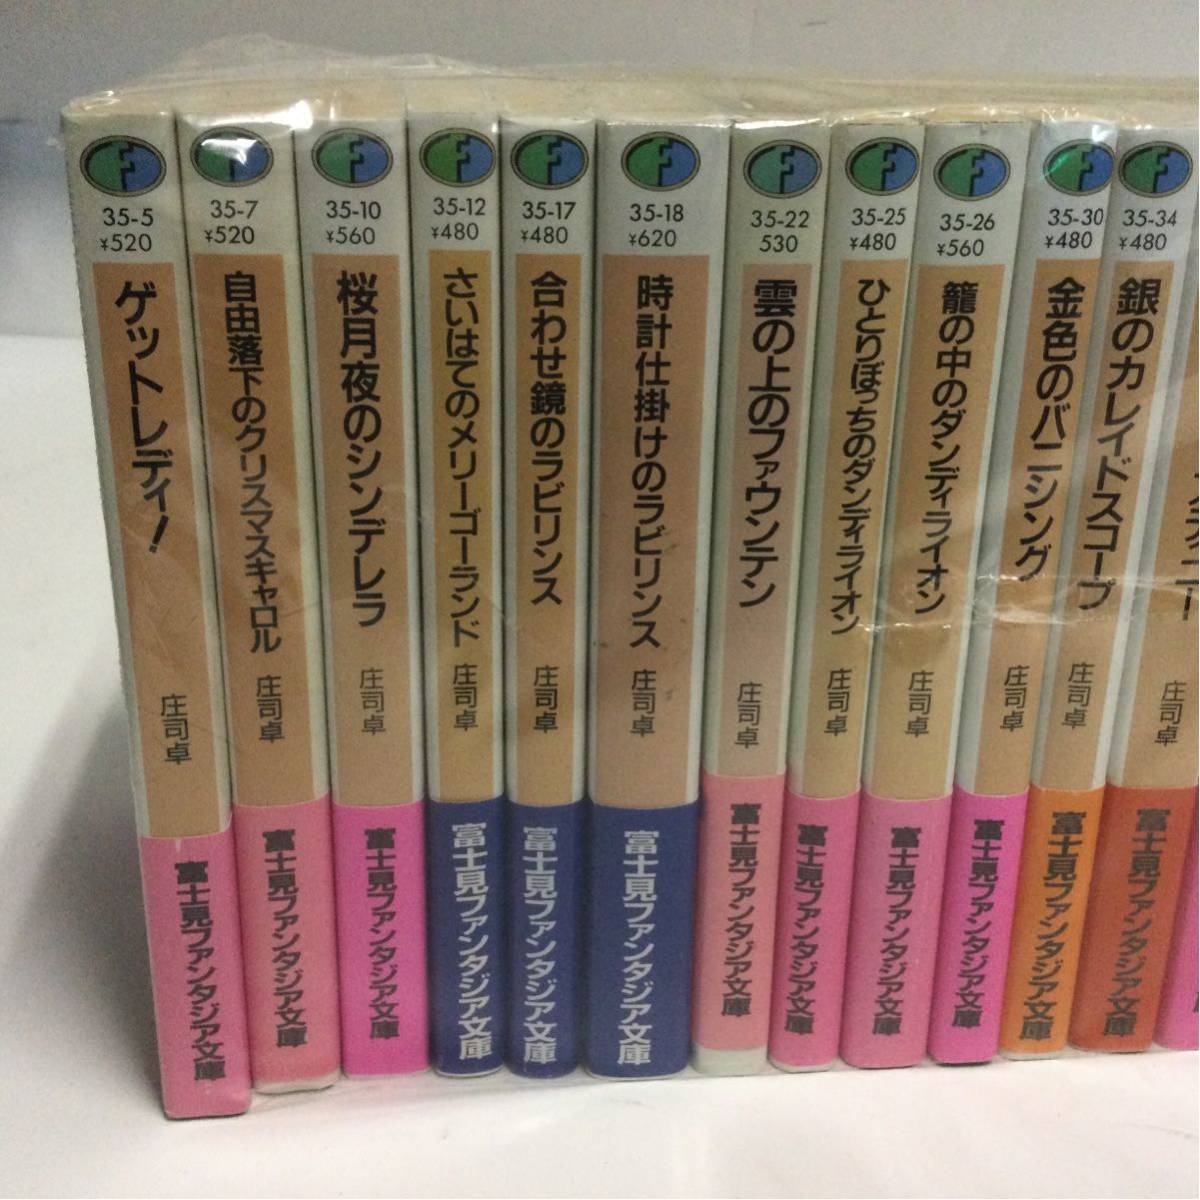 F
35-5
¥520
ゲットレディ!
庄司卓
富士見ファンタジア文庫
F
35-7
¥520
自由落下のクリスマスキャロル
庄司卓
富士見ファンタジア文庫
F
35-10
¥560
桜月夜のシンデレラ
庄司卓
富士見ファンタジア文庫
F
35-12
¥480
さいはてのメリーゴーランド
庄司卓
富士見ファンタジア文庫
F
35-17
¥480
合わせ鏡のラビリンス
庄司卓
富士見ファンタジア文庫
F
35-18
¥620
時計仕掛けのラビリンス
庄司卓
富士見ファンタジア文庫
F
35-22
530
雲の上のファウンテン
庄司卓
富士見ファンタジア文庫
F
35-25
¥480
ひとりぼっちのダンディライオン
庄司卓
富士見ファンタジア文庫
F
35-26
¥560
籠の中のダンディライオン
庄司卓
富士見ファンタジア文庫
F
35-30
¥480
金色のバニシング
庄司卓
富士見ファンタジア文庫
F
35-34
¥480
銀のカレイドスコープ
庄司卓
富士見ファンタジア文庫
庄司卓
富士見ファンタジア文庫